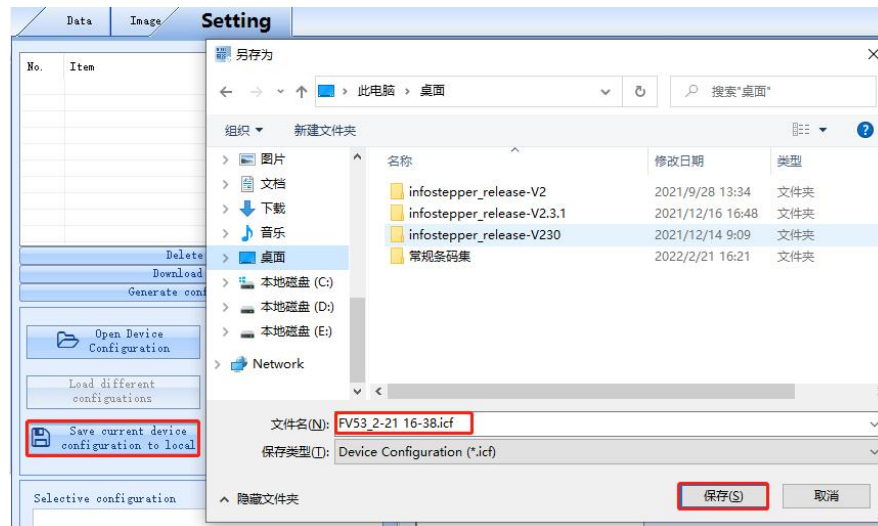 Data Image Setting
No. Item
另存为
此电脑 › 桌面
搜索"桌面"
组织 新建文件夹
名称 修改日期 类型
图片
文档
下载
音乐
桌面
本地磁盘 (C:)
本地磁盘 (D:)
本地磁盘 (E:)
Network
infostepper_release-V2 2021/9/28 13:34 文件夹
infostepper_release-V2.3.1 2021/12/16 16:48 文件夹
infostepper_release-V230 2021/12/14 9:09 文件夹
常规条码集 2022/2/21 16:21 文件夹
Delete
Download
Generate conf
Open Device
Configuration
Load different
configuations
Save current device
configuration to local
Selective configuration
文件名(N): FV53_2-21 16-38.icf
保存类型(T): Device Configuration (*.icf)
隐藏文件夹
保存(S) 取消